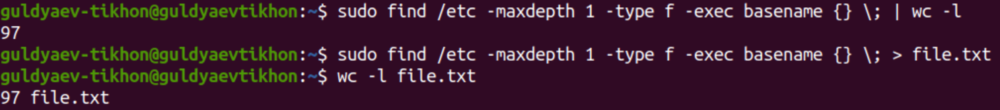 guldyaev-tikhon@guldyaevtikhon:~$ sudo find /etc -maxdepth 1 -type f -exec basename {} \; | wc -l
97
guldyaev-tikhon@guldyaevtikhon:~$ sudo find /etc -maxdepth 1 -type f -exec basename {} \; > file.txt
guldyaev-tikhon@guldyaevtikhon:~$ wc -l file.txt
97 file.txt